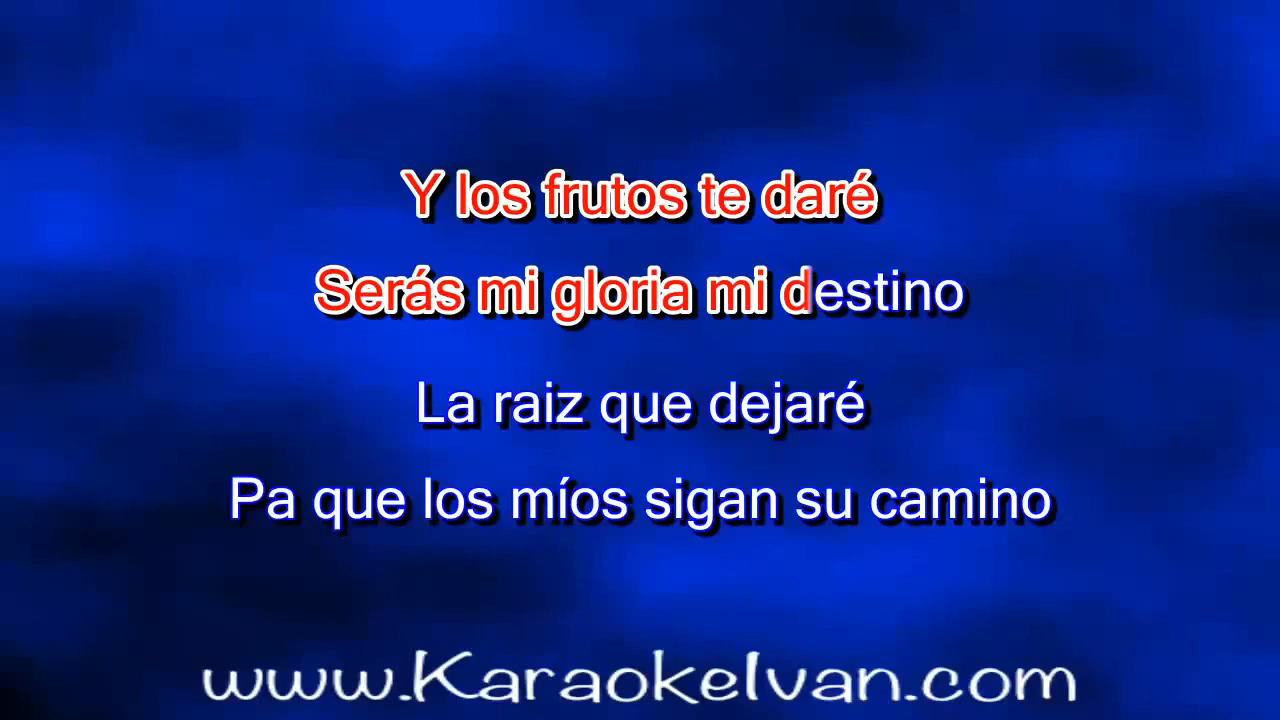 Y los frutos te daré
Serás mi gloria mi destino
La raiz que dejaré
Pa que los míos sigan su camino
www.KaraokeIvan.com